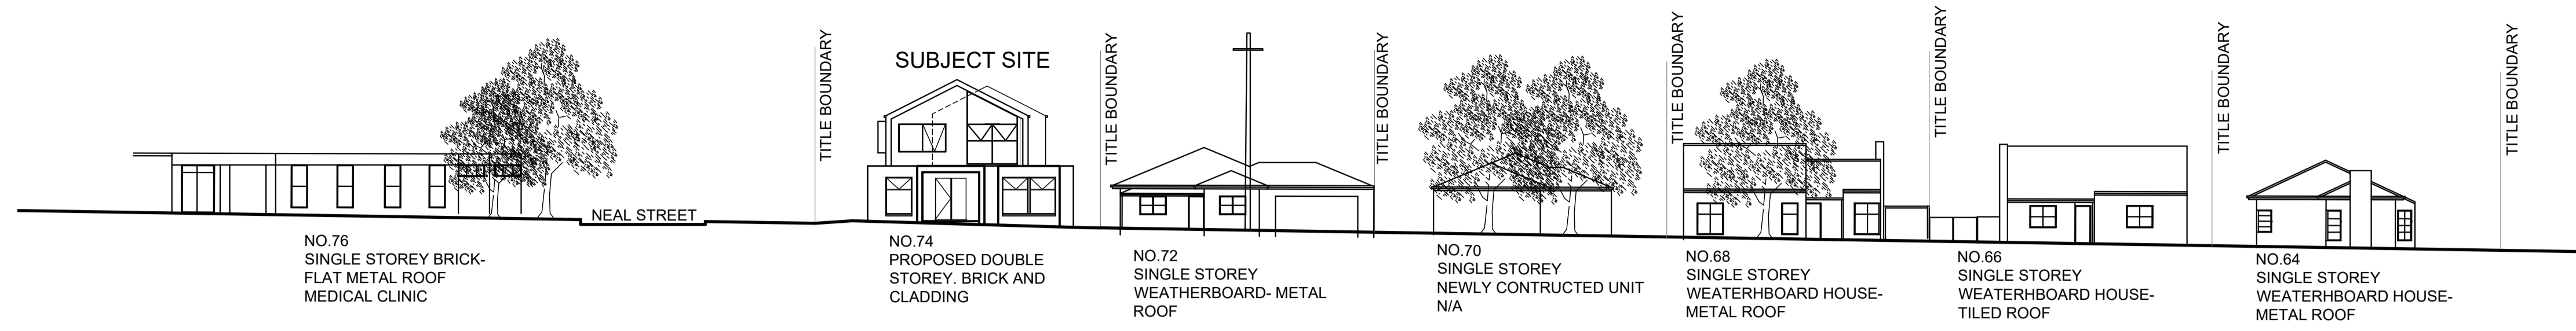 SUBJECT SITE
TITLE BOUNDARY
TITLE BOUNDARY
TITLE BOUNDARY
TITLE BOUNDARY
TITLE BOUNDARY
TITLE BOUNDARY
TITLE BOUNDARY
NEAL STREET
NO.76
SINGLE STOREY BRICK-
FLAT METAL ROOF
MEDICAL CLINIC
NO.74
PROPOSED DOUBLE
STOREY. BRICK AND
CLADDING
NO.72
SINGLE STOREY
WEATHERBOARD- METAL
ROOF
NO.70
SINGLE STOREY
NEWLY CONTRUCTED UNIT
N/A
NO.68
SINGLE STOREY
WEATERHBOARD HOUSE-
METAL ROOF
NO.66
SINGLE STOREY
WEATERHBOARD HOUSE-
TILED ROOF
NO.64
SINGLE STOREY
WEATERHBOARD HOUSE-
METAL ROOF